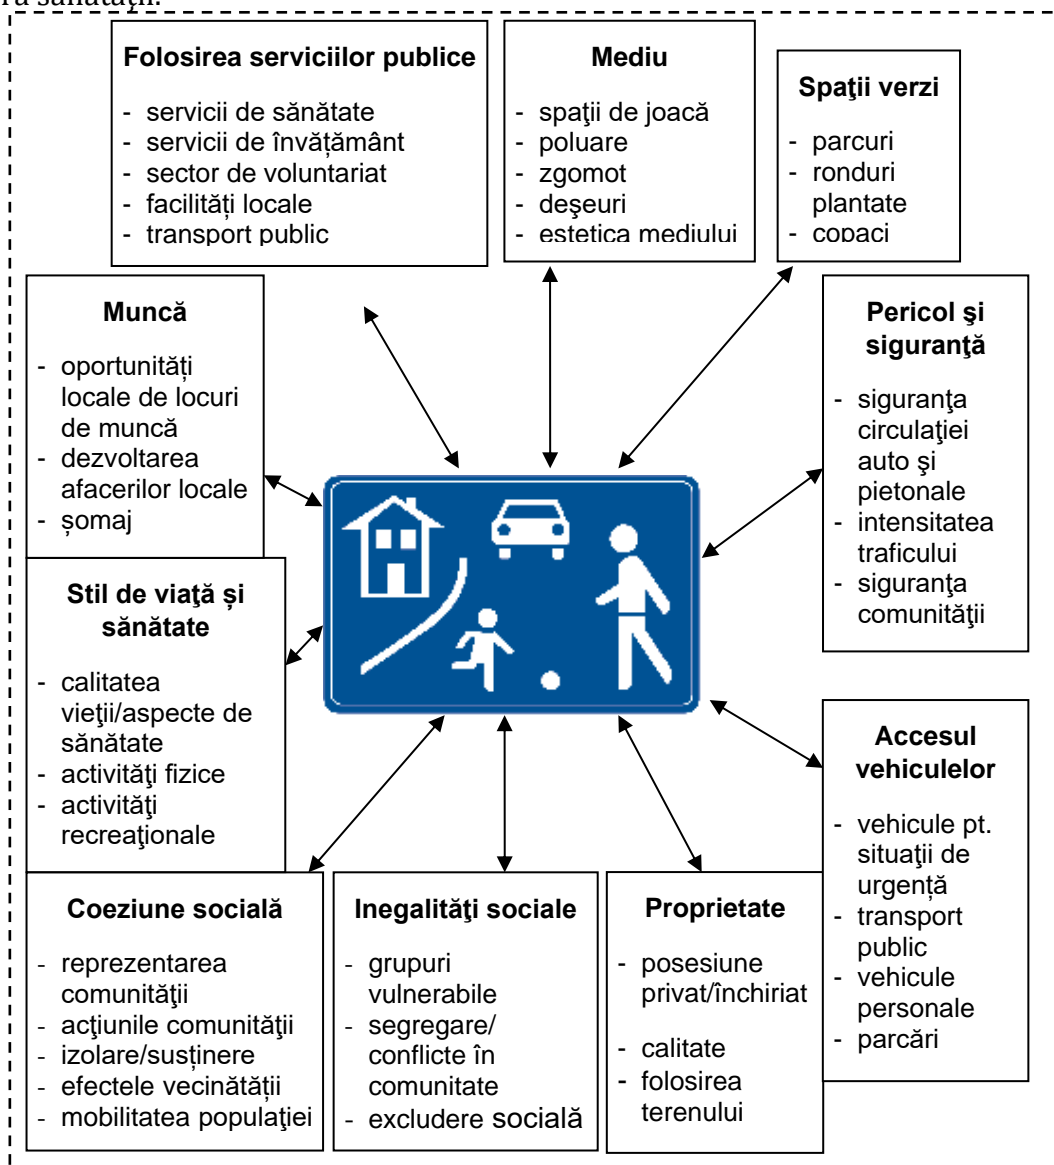 sănătăţii.
Folosirea serviciilor publice
- servicii de sănătate
- servicii de învățământ
- sector de voluntariat
- facilități locale
- transport public
Mediu
- spaţii de joacă
- poluare
- zgomot
- deşeuri
- estetica mediului
Spaţii verzi
- parcuri
- ronduri
plantate
- copaci
Muncă
- oportunități
locale de locuri
de muncă
- dezvoltarea
afacerilor locale
- șomaj
Pericol şi
siguranţă
- siguranţa
circulaţiei
auto şi
pietonale
- intensitatea
traficului
- siguranţa
comunităţii
Stil de viaţă și
sănătate
- calitatea
vieţii/aspecte de
sănătate
- activităţi fizice
- activităţi
recreaţionale
Accesul
vehiculelor
- vehicule pt.
situaţii de
urgență
- transport
public
- vehicule
personale
- parcări
Coeziune socială
- reprezentarea
comunităţii
- acţiunile comunităţii
- izolare/susținere
- efectele vecinătății
- mobilitatea populaţiei
Inegalităţi sociale
- grupuri
vulnerabile
- segregare/
conflicte în
comunitate
- excludere socială
Proprietate
- posesiune
privat/închiriat
- calitate
- folosirea
terenului